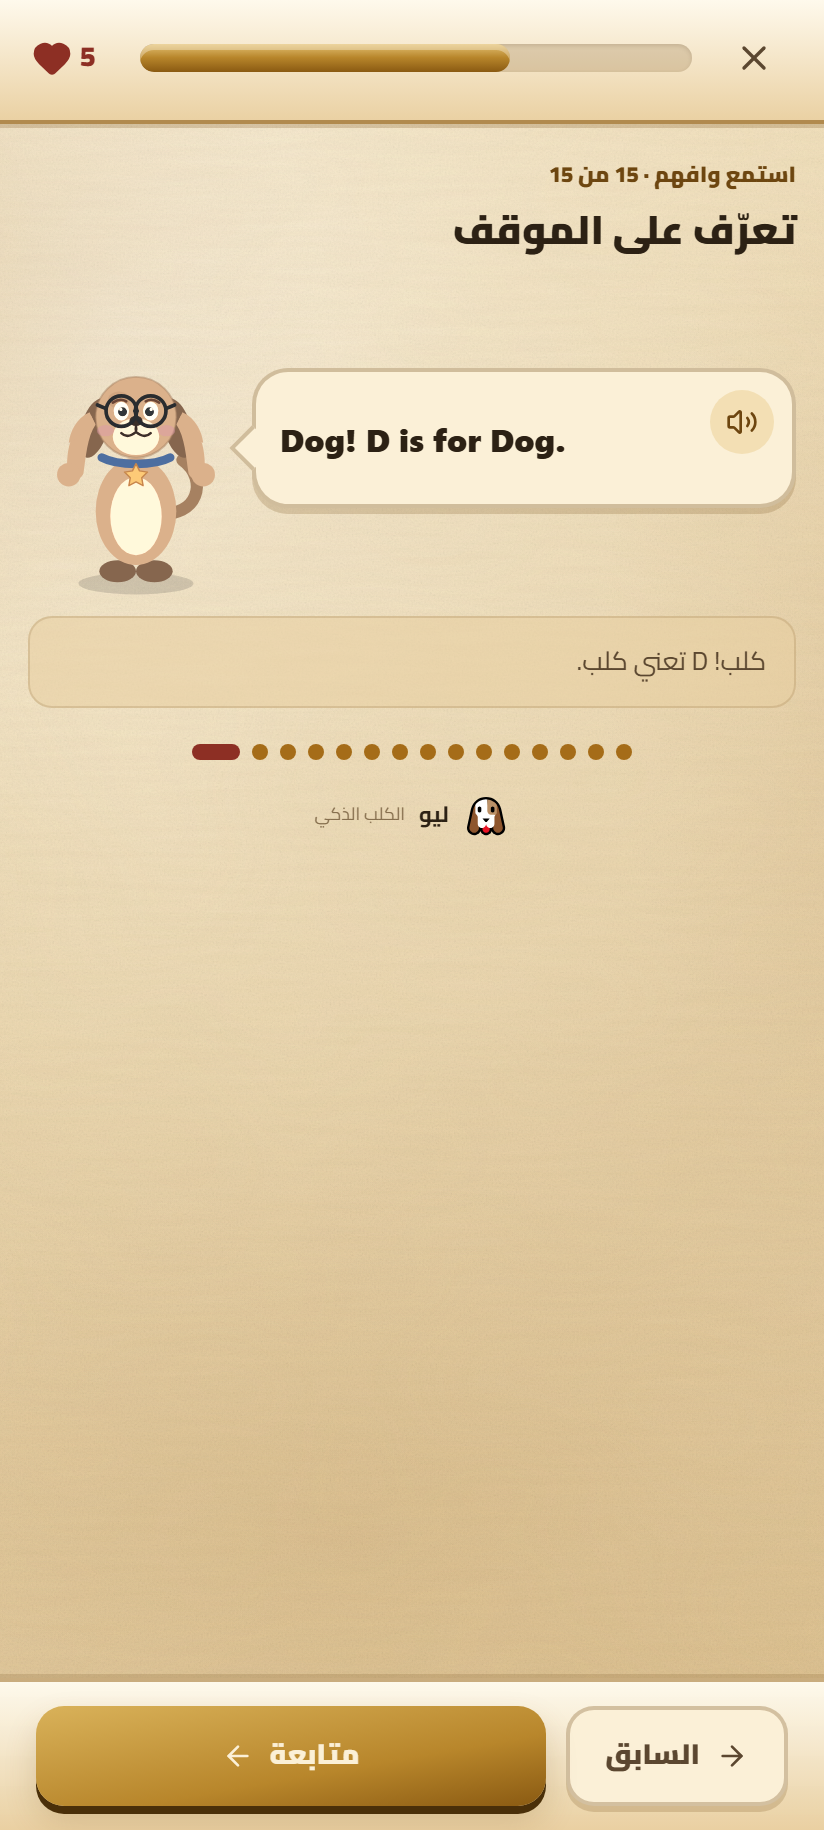 5
استمع وافهم · 15 من 15
تعرّف على الموقف
Dog! D is for Dog.
كلب! D تعني كلب.
ليو الكلب الذكي
السابق
متابعة